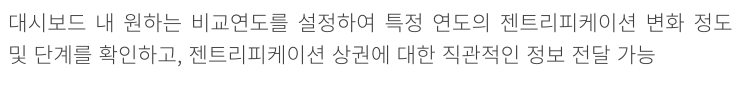 대시보드 내 원하는 비교연도를 설정하여 특정 연도의 젠트리피케이션 변화 정도
및 단계를 확인하고, 젠트리피케이션 상권에 대한 직관적인 정보 전달 가능